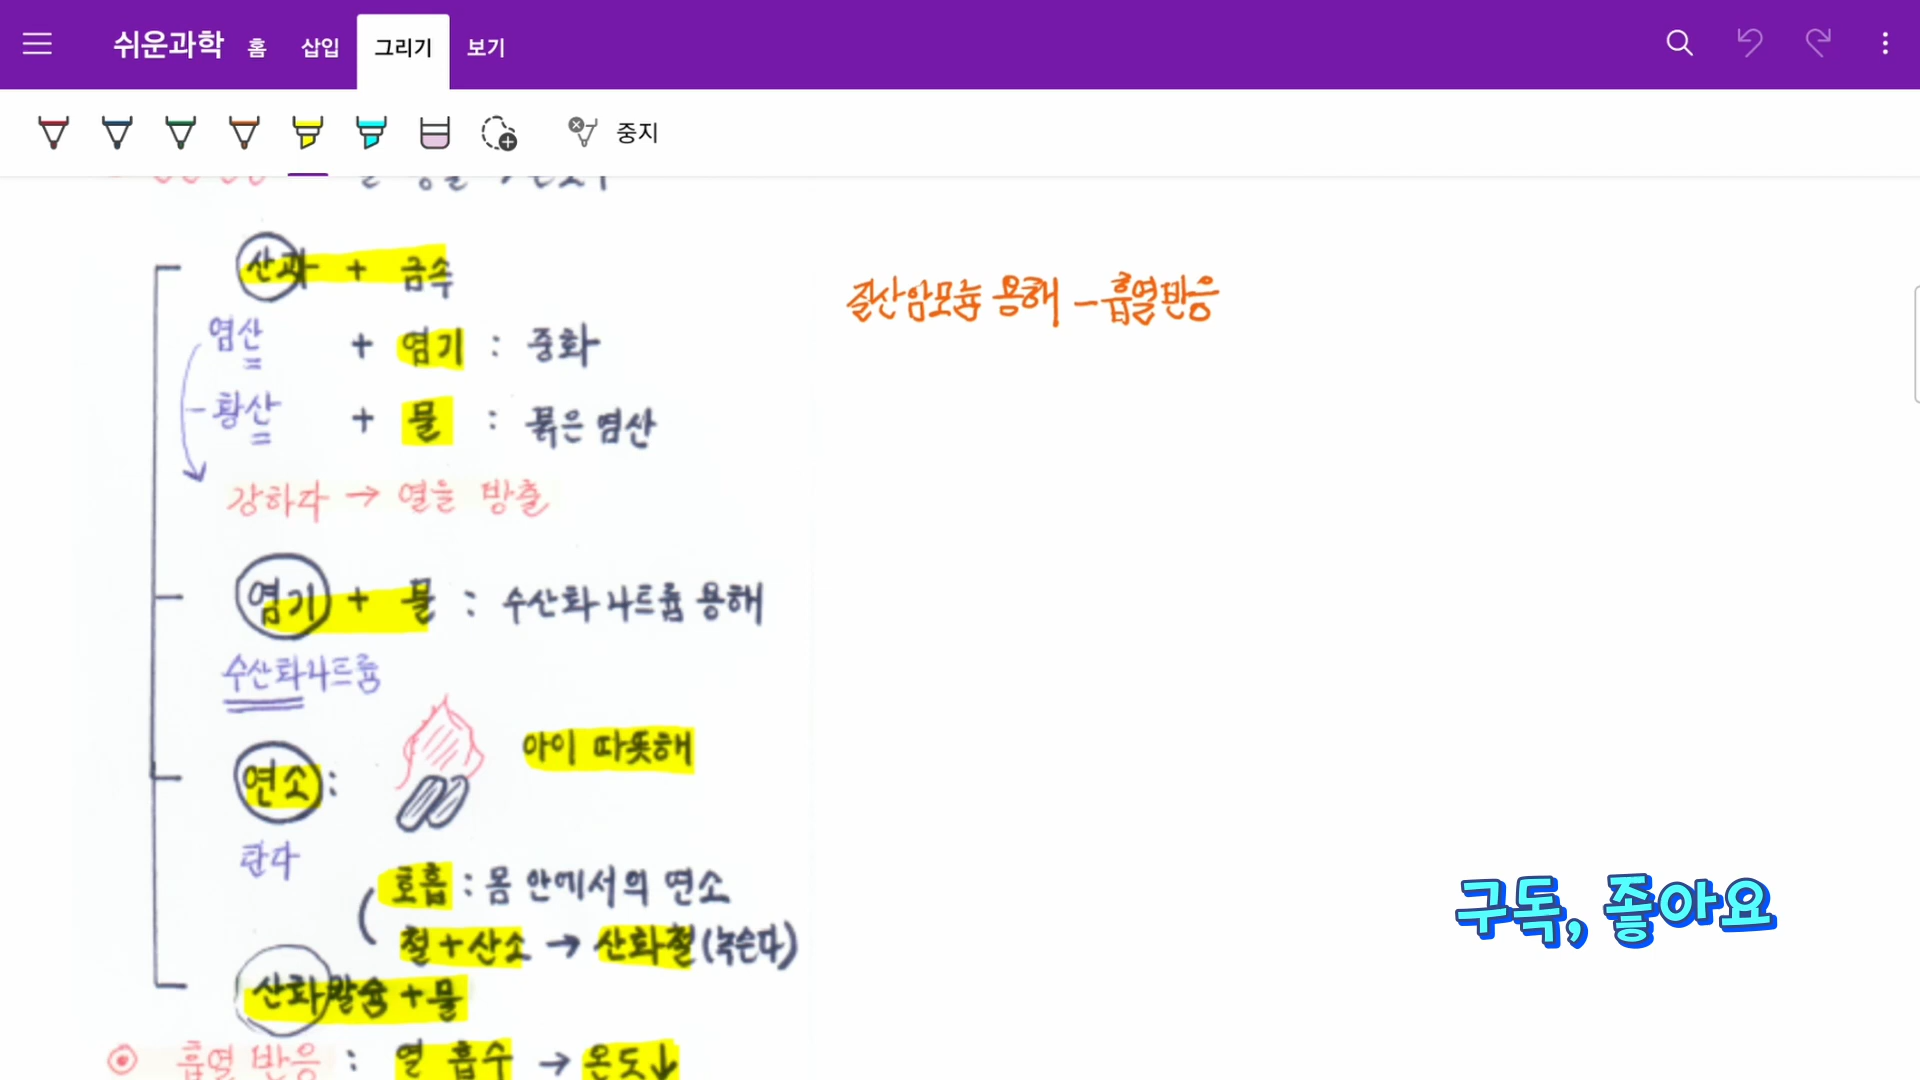 쉬운과학 홈 삽입 그리기 보기
중지
산과 + 금속
염산 + 염기 : 중화
황산 + 물 : 묽은 염산
강하다 → 열을 방출
염기 + 물 : 수산화 나트륨 용해
수산화나트륨
연소 : 아이 따뜻해
탄다
(호흡 : 몸 안에서의 연소
철+산소 → 산화철(녹슨다)
산화칼슘+물
흡열 반응 : 열 흡수 → 온도↓
질산암모늄 용해 - 흡열반응
구독, 좋아요